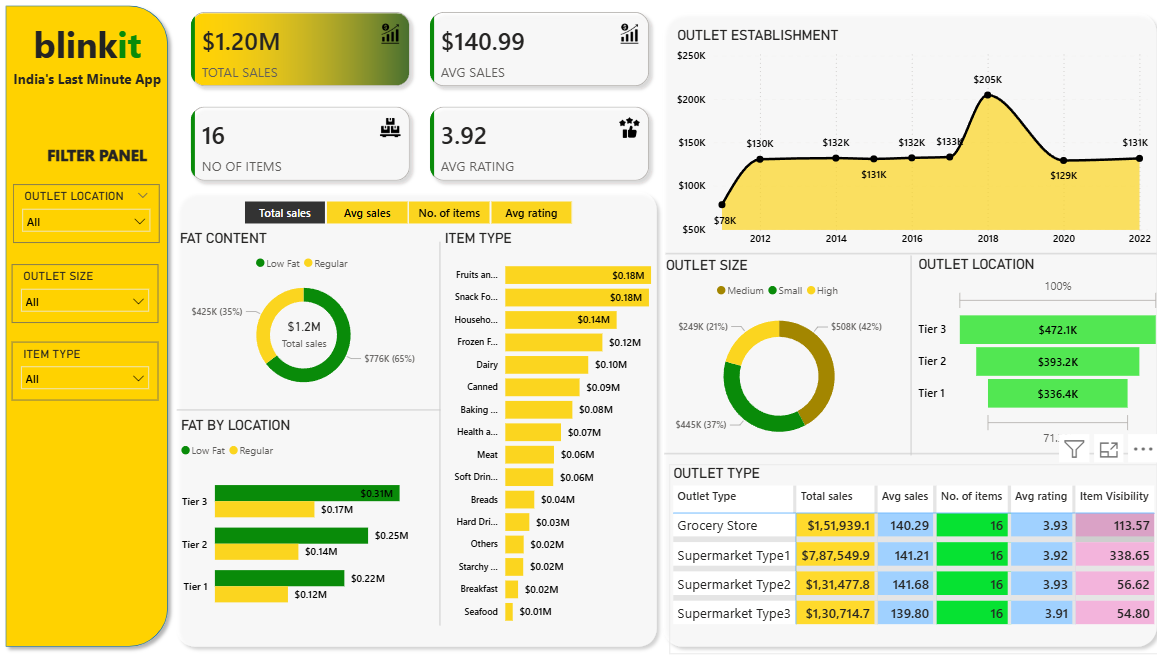 blinkit
India's Last Minute App
FILTER PANEL
OUTLET LOCATION
All
OUTLET SIZE
All
ITEM TYPE
All
$1.20M
TOTAL SALES
$140.99
AVG SALES
16
NO OF ITEMS
3.92
AVG RATING
Total sales Avg sales No. of items Avg rating
FAT CONTENT
Low Fat Regular
$425K (35%)
$1.2M
Total sales
$776K (65%)
FAT BY LOCATION
Low Fat Regular
Tier 3 $0.31M
$0.17M
Tier 2 $0.25M
$0.14M
Tier 1 $0.22M
$0.12M
ITEM TYPE
Fruits an... $0.18M
Snack Fo... $0.18M
Househo... $0.14M
Frozen F... $0.12M
Dairy $0.10M
Canned $0.09M
Baking ... $0.08M
Health a... $0.07M
Meat $0.06M
Soft Drin... $0.06M
Breads $0.04M
Hard Dri... $0.03M
Others $0.02M
Starchy ... $0.02M
Breakfast $0.02M
Seafood $0.01M
OUTLET ESTABLISHMENT
$250K
$200K
$150K
$100K
$50K
$78K $130K $132K $131K $132K $133K $205K $129K $131K
2012 2014 2016 2018 2020 2022
OUTLET SIZE
Medium Small High
$249K (21%)
$508K (42%)
$445K (37%)
OUTLET LOCATION
100%
Tier 3 $472.1K
Tier 2 $393.2K
Tier 1 $336.4K
71...
OUTLET TYPE
Outlet Type Total sales Avg sales No. of items Avg rating Item Visibility
Grocery Store $1,51,939.1 140.29 16 3.93 113.57
Supermarket Type1 $7,87,549.9 141.21 16 3.92 338.65
Supermarket Type2 $1,31,477.8 141.68 16 3.93 56.62
Supermarket Type3 $1,30,714.7 139.80 16 3.91 54.80